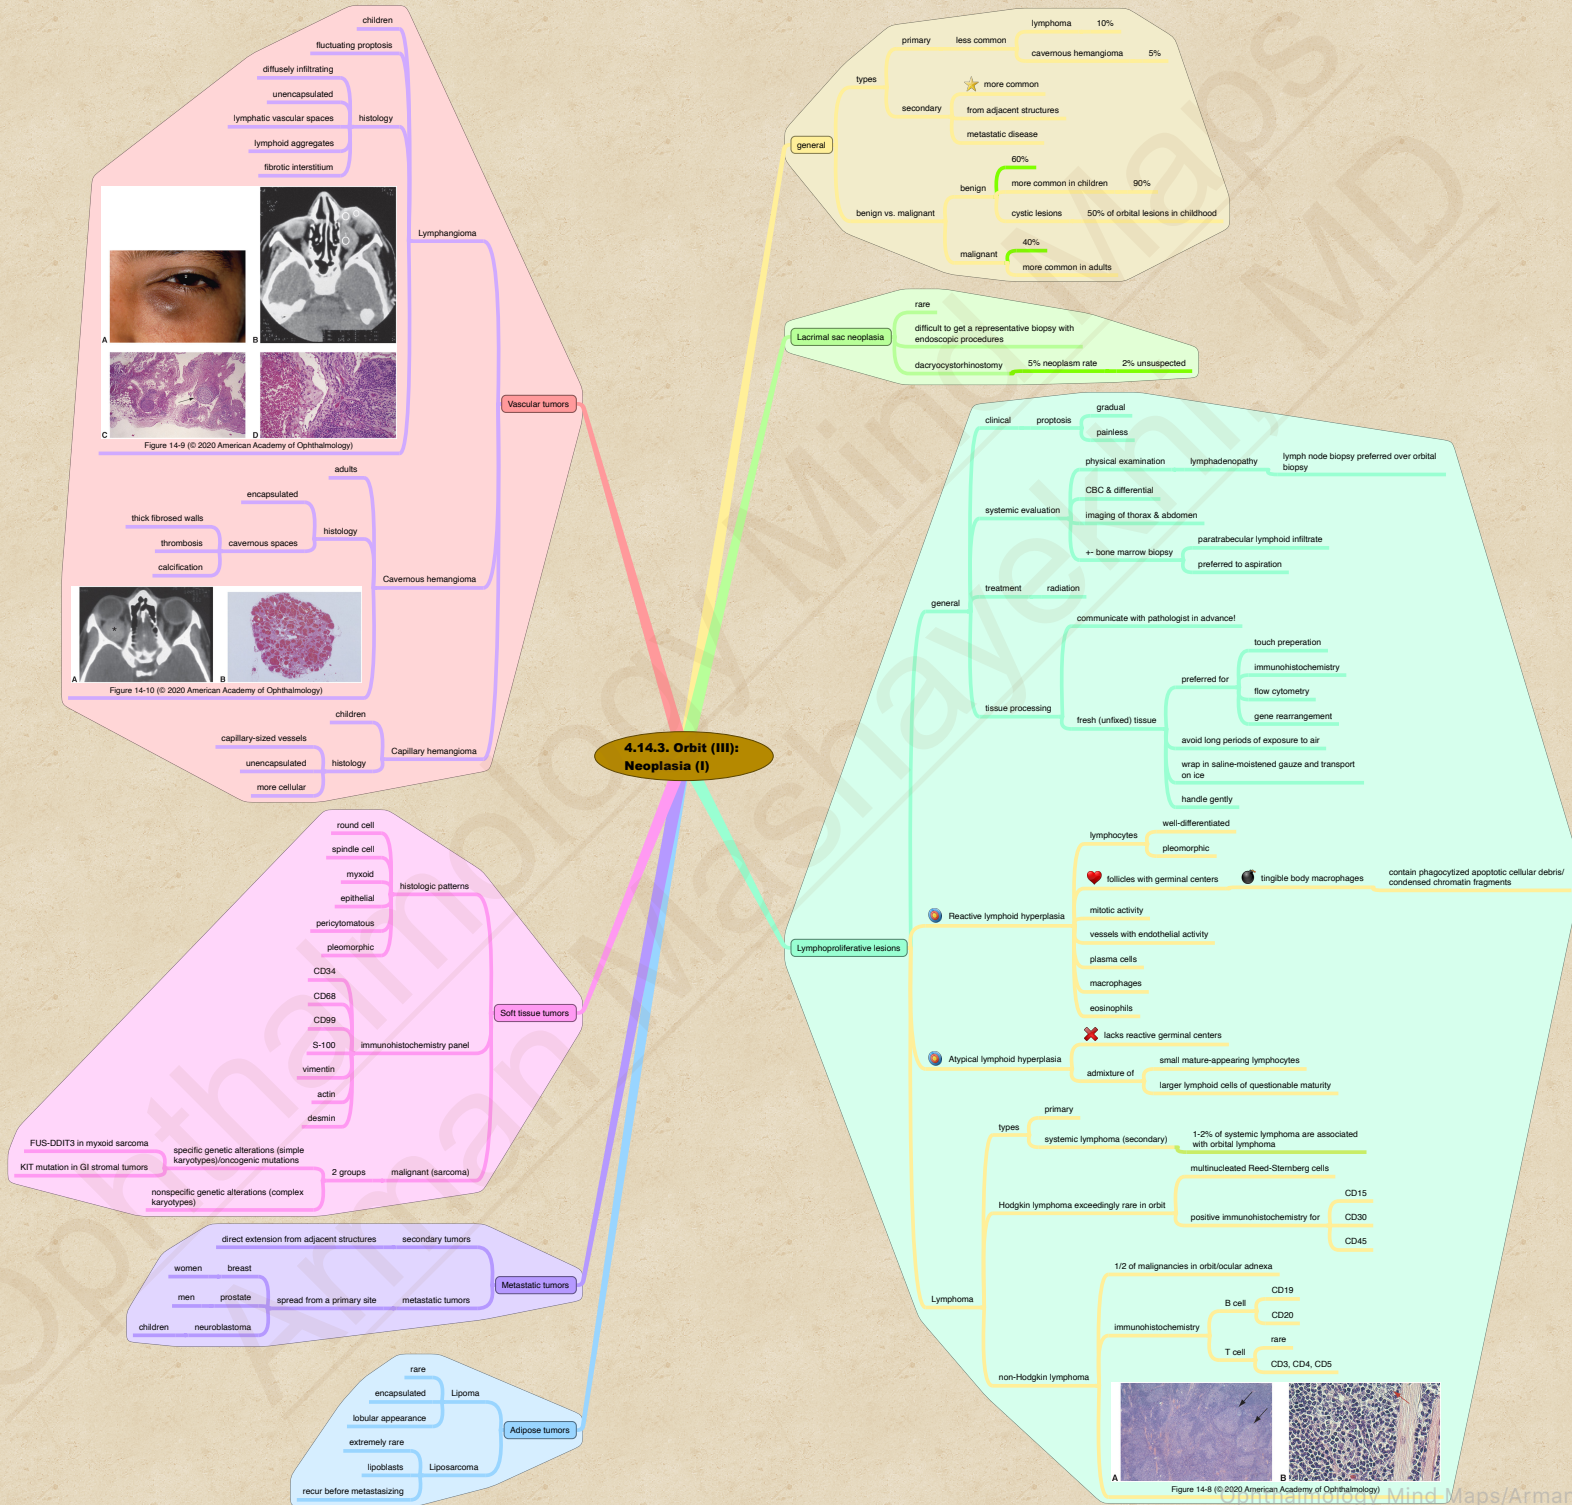 4.14.3. Orbit (III):
Neoplasia (I)
general
types
primary
less common
lymphoma
10%
cavernous hemangioma
5%
secondary
more common
from adjacent structures
metastatic disease
benign vs. malignant
benign
60%
more common in children
90%
cystic lesions
50% of orbital lesions in childhood
malignant
40%
more common in adults
Lacrimal sac neoplasia
rare
difficult to get a representative biopsy with
endoscopic procedures
dacryocystorhinostomy
5% neoplasm rate
2% unsuspected
Lymphoproliferative lesions
general
clinical
proptosis
gradual
painless
systemic evaluation
physical examination
lymphadenopathy
lymph node biopsy preferred over orbital
biopsy
CBC & differential
imaging of thorax & abdomen
+- bone marrow biopsy
paratrabecular lymphoid infiltrate
preferred to aspiration
treatment
radiation
tissue processing
communicate with pathologist in advance!
fresh (unfixed) tissue
preferred for
touch preperation
immunohistochemistry
flow cytometry
gene rearrangement
avoid long periods of exposure to air
wrap in saline-moistened gauze and transport
on ice
handle gently
Reactive lymphoid hyperplasia
lymphocytes
well-differentiated
pleomorphic
follicles with germinal centers
tingible body macrophages
contain phagocytized apoptotic cellular debris/
condensed chromatin fragments
mitotic activity
vessels with endothelial activity
plasma cells
macrophages
eosinophils
Atypical lymphoid hyperplasia
lacks reactive germinal centers
admixture of
small mature-appearing lymphocytes
larger lymphoid cells of questionable maturity
Lymphoma
types
primary
systemic lymphoma (secondary)
1-2% of systemic lymphoma are associated
with orbital lymphoma
Hodgkin lymphoma exceedingly rare in orbit
multinucleated Reed-Sternberg cells
positive immunohistochemistry for
CD15
CD30
CD45
non-Hodgkin lymphoma
1/2 of malignancies in orbit/ocular adnexa
immunohistochemistry
B cell
CD19
CD20
T cell
rare
CD3, CD4, CD5
A
B
Figure 14-8 (© 2020 American Academy of Ophthalmology)
Vascular tumors
Lymphangioma
children
fluctuating proptosis
histology
diffusely infiltrating
unencapsulated
lymphatic vascular spaces
lymphoid aggregates
fibrotic interstitium
A
B
C
D
Figure 14-9 (© 2020 American Academy of Ophthalmology)
Cavernous hemangioma
adults
histology
encapsulated
cavernous spaces
thick fibrosed walls
thrombosis
calcification
A
B
Figure 14-10 (© 2020 American Academy of Ophthalmology)
Capillary hemangioma
children
histology
capillary-sized vessels
unencapsulated
more cellular
Soft tissue tumors
histologic patterns
round cell
spindle cell
myxoid
epithelial
pericytomatous
pleomorphic
immunohistochemistry panel
CD34
CD68
CD99
S-100
vimentin
actin
desmin
malignant (sarcoma)
2 groups
specific genetic alterations (simple
karyotypes)/oncogenic mutations
FUS-DDIT3 in myxoid sarcoma
KIT mutation in GI stromal tumors
nonspecific genetic alterations (complex
karyotypes)
Metastatic tumors
secondary tumors
direct extension from adjacent structures
metastatic tumors
spread from a primary site
breast
women
prostate
men
neuroblastoma
children
Adipose tumors
Lipoma
rare
encapsulated
lobular appearance
Liposarcoma
extremely rare
lipoblasts
recur before metastasizing
Ophthalmology Mind Maps
Arman Mashayekhi, MD
Ophthalmology Mind Maps/Arman